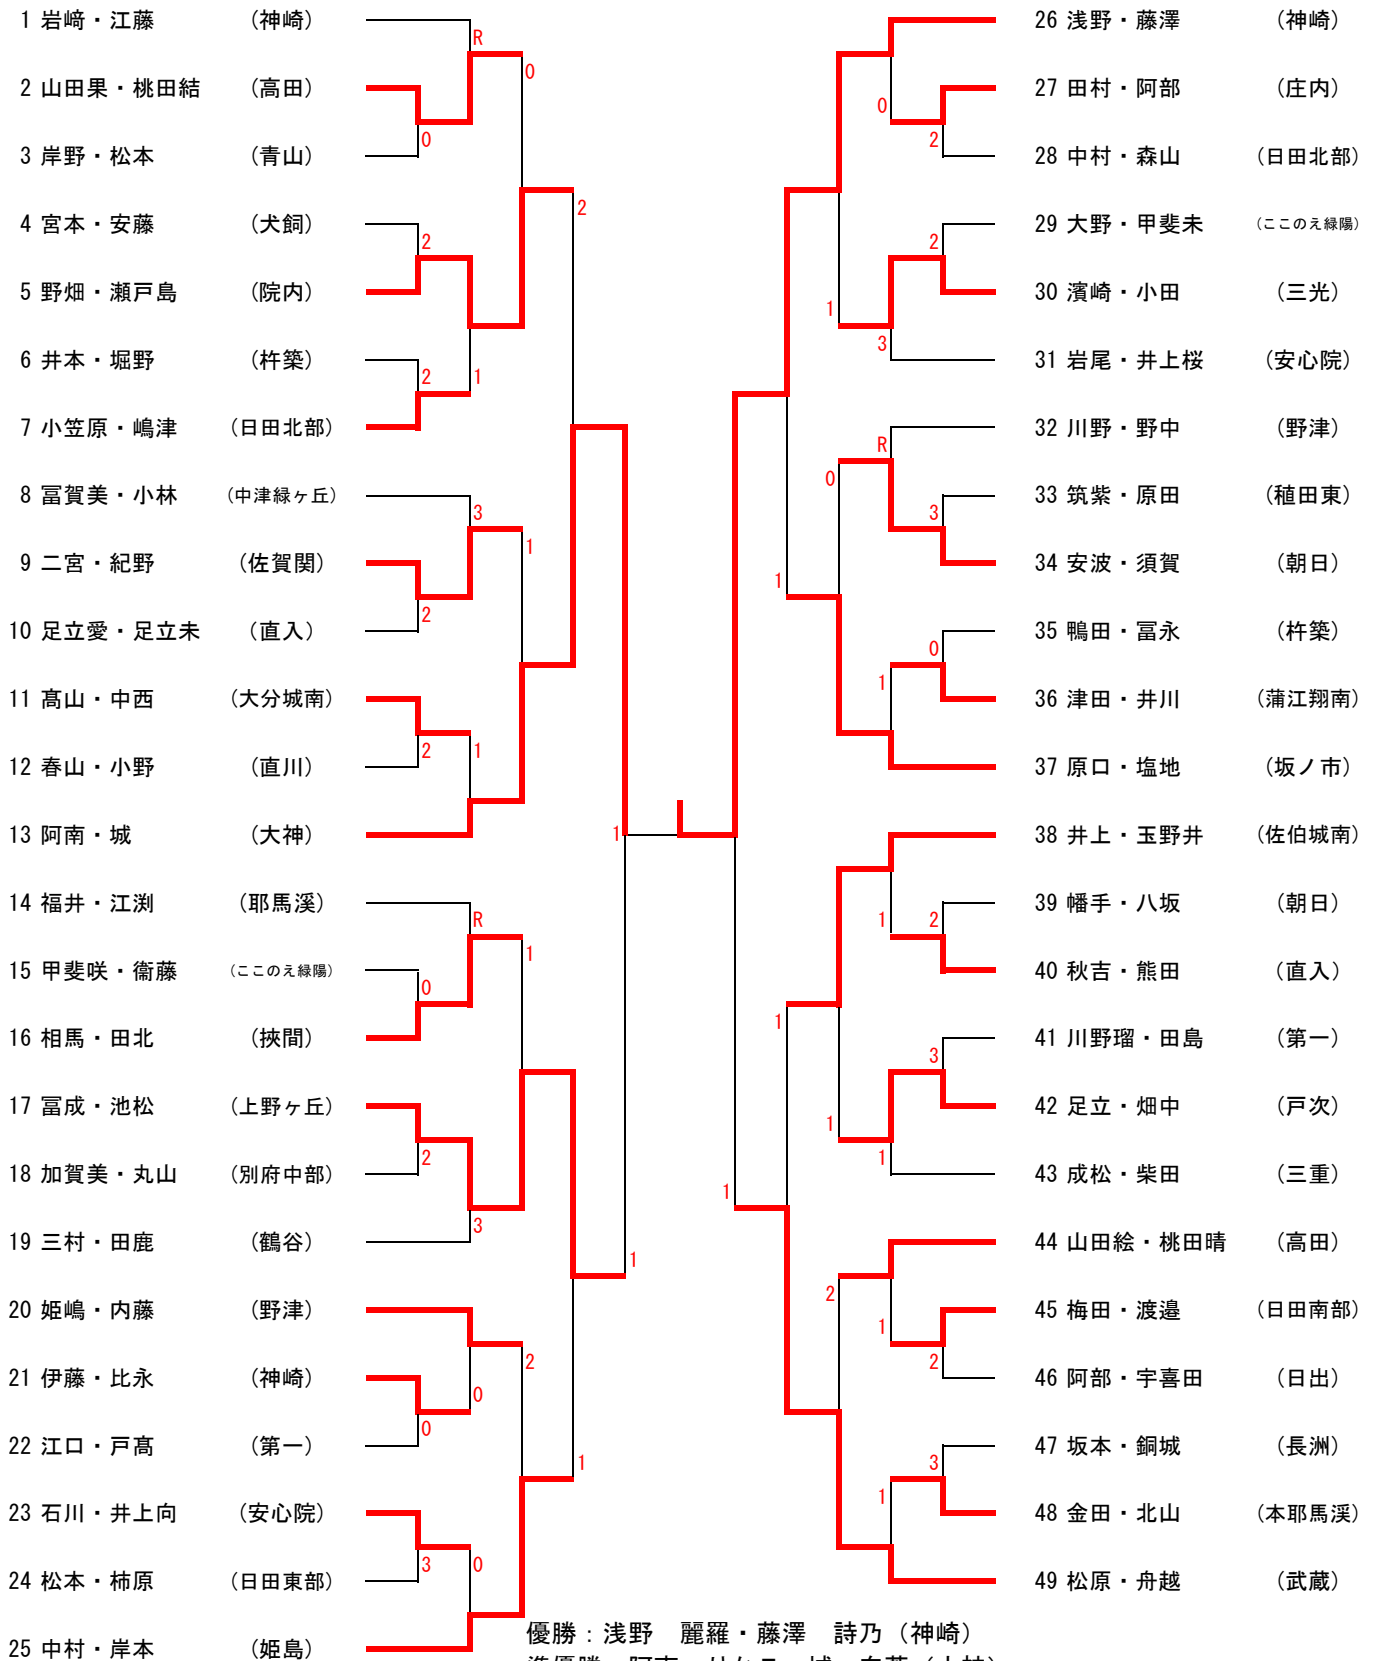 1 岩﨑・江藤 (神崎)
2 山田果・桃田結 (高田)
3 岸野・松本 (青山)
4 宮本・安藤 (犬飼)
5 野畑・瀬戸島 (院内)
6 井本・堀野 (杵築)
7 小笠原・嶋津 (日田北部)
8 冨賀美・小林 (中津緑ヶ丘)
9 二宮・紀野 (佐賀関)
10 足立愛・足立未 (直入)
11 髙山・中西 (大分城南)
12 春山・小野 (直川)
13 阿南・城 (大神)
14 福井・江渕 (耶馬溪)
15 甲斐咲・衞藤 (ここのえ緑陽)
16 相馬・田北 (挾間)
17 冨成・池松 (上野ヶ丘)
18 加賀美・丸山 (別府中部)
19 三村・田鹿 (鶴谷)
20 姫嶋・内藤 (野津)
21 伊藤・比永 (神崎)
22 江口・戸髙 (第一)
23 石川・井上向 (安心院)
24 松本・柿原 (日田東部)
25 中村・岸本 (姫島)
R
0
0
2
2
2
1
3
1
2
2
1
1
R
1
0
2
3
1
2
0
0
1
3
0
26 浅野・藤澤 (神崎)
27 田村・阿部 (庄内)
28 中村・森山 (日田北部)
29 大野・甲斐未 (ここのえ緑陽)
30 濱崎・小田 (三光)
31 岩尾・井上桜 (安心院)
32 川野・野中 (野津)
33 筑紫・原田 (稙田東)
34 安波・須賀 (朝日)
35 鴨田・冨永 (杵築)
36 津田・井川 (蒲江翔南)
37 原口・塩地 (坂ノ市)
38 井上・玉野井 (佐伯城南)
39 幡手・八坂 (朝日)
40 秋吉・熊田 (直入)
41 川野瑠・田島 (第一)
42 足立・畑中 (戸次)
43 成松・柴田 (三重)
44 山田絵・桃田晴 (高田)
45 梅田・渡邉 (日田南部)
46 阿部・宇喜田 (日出)
47 坂本・銅城 (長洲)
48 金田・北山 (本耶馬渓)
49 松原・舟越 (武蔵)
0
2
2
1
3
R
0
3
1
0
1
1
2
1
3
1
1
1
2
1
2
3
1
優勝：浅野　麗羅・藤澤　詩乃（神崎）